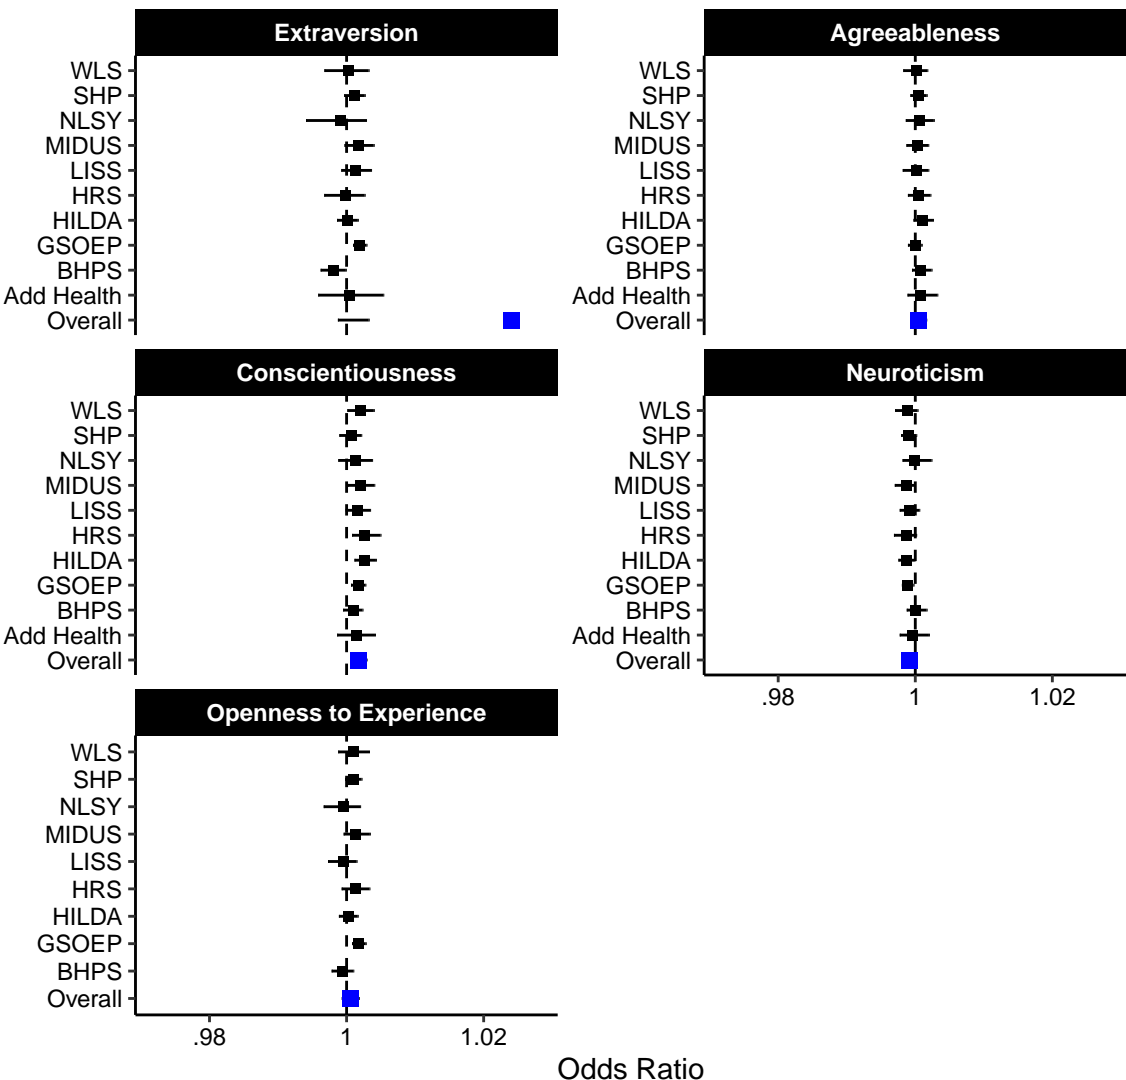 Extraversion
WLS
SHP
NLSY
MIDUS
LISS
HRS
HILDA
GSOEP
BHPS
Add Health
Overall
Agreeableness
WLS
SHP
NLSY
MIDUS
LISS
HRS
HILDA
GSOEP
BHPS
Add Health
Overall
Conscientiousness
WLS
SHP
NLSY
MIDUS
LISS
HRS
HILDA
GSOEP
BHPS
Add Health
Overall
Neuroticism
WLS
SHP
NLSY
MIDUS
LISS
HRS
HILDA
GSOEP
BHPS
Add Health
Overall
.98 1 1.02
Openness to Experience
WLS
SHP
NLSY
MIDUS
LISS
HRS
HILDA
GSOEP
BHPS
Overall
.98 1 1.02
Odds Ratio